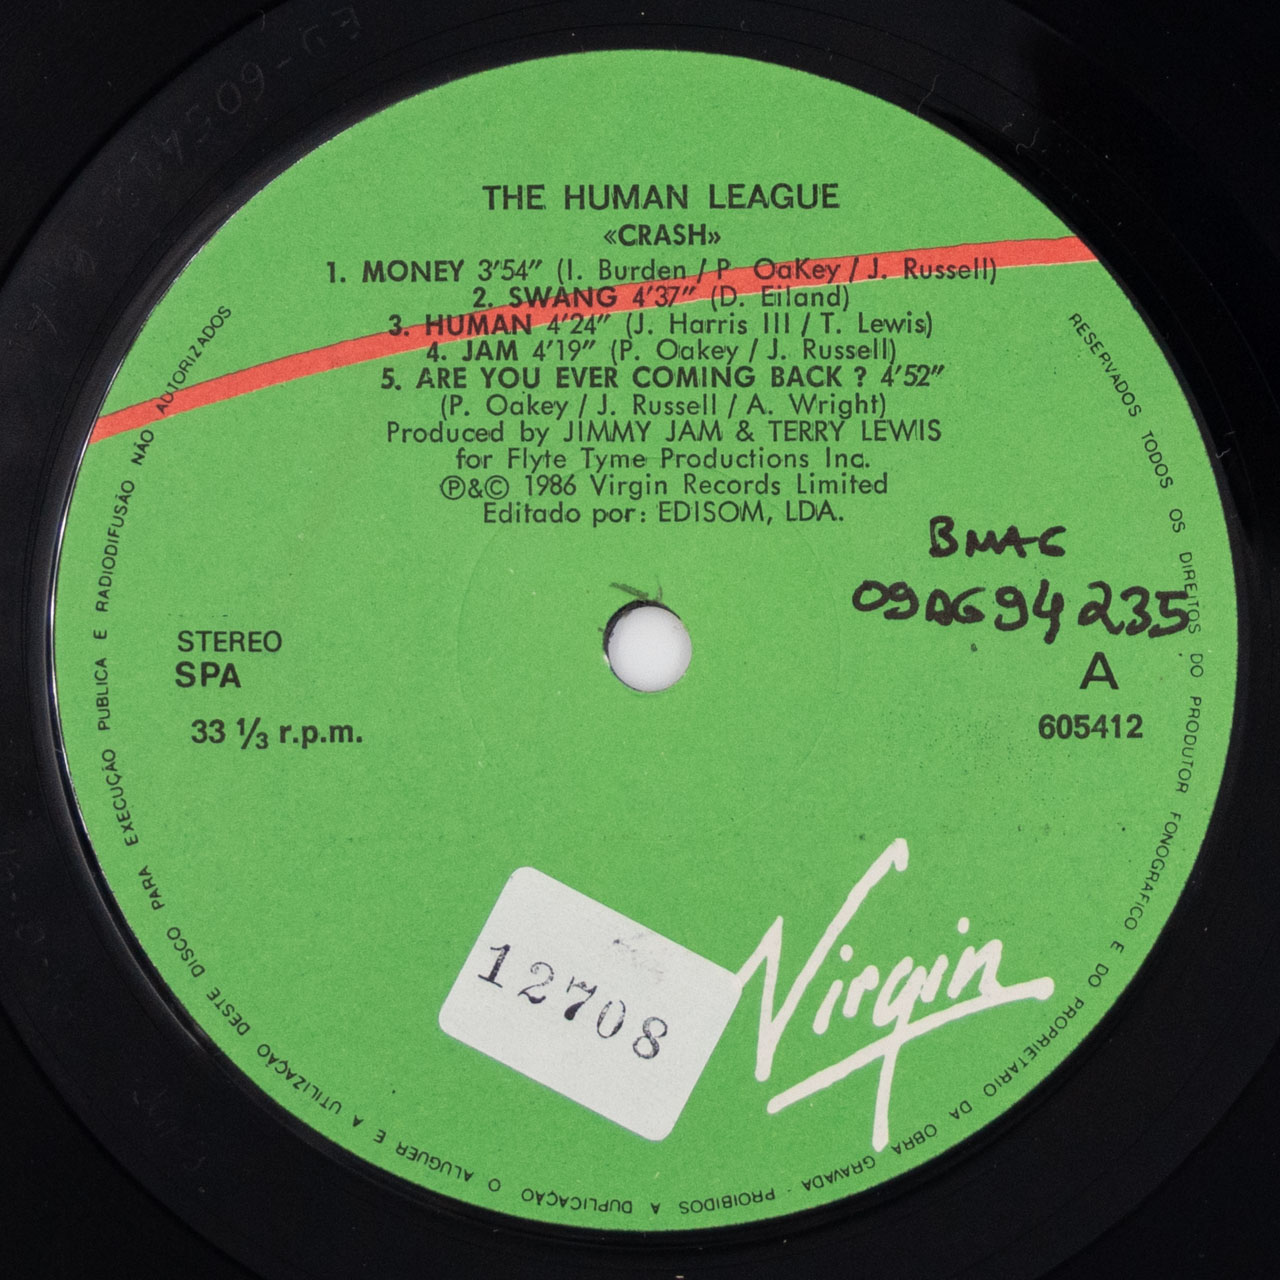 THE HUMAN LEAGUE
«CRASH»
1. MONEY 3'54" (I. Burden / P. OaKey / J. Russell)
2. SWANG 4'37" (D. Eiland)
3. HUMAN 4'24" (J. Harris III / T. Lewis)
4. JAM 4'19" (P. Oakey / J. Russell)
5. ARE YOU EVER COMING BACK ? 4'52"
(P. Oakey / J. Russell / A. Wright)
Produced by JIMMY JAM & TERRY LEWIS
for Flyte Tyme Productions Inc.
Ⓟ&© 1986 Virgin Records Limited
Editado por: EDISOM, LDA.
BMAG
09AG94 235
STEREO
SPA
33 ⅓ r.p.m.
A
605412
12708
Virgin
RESERVADOS TODOS OS DIREITOS DO PRODUTOR FONOGRAFICO E DO PROPRIETARIO DA OBRA GRAVADA - PROIBIDOS A DUPLICAÇÃO O ALUGUER E A UTILIZAÇÃO DESTE DISCO PARA EXECUÇÃO PUBLICA E RADIODIFUSÃO NÃO AUTORIZADOS